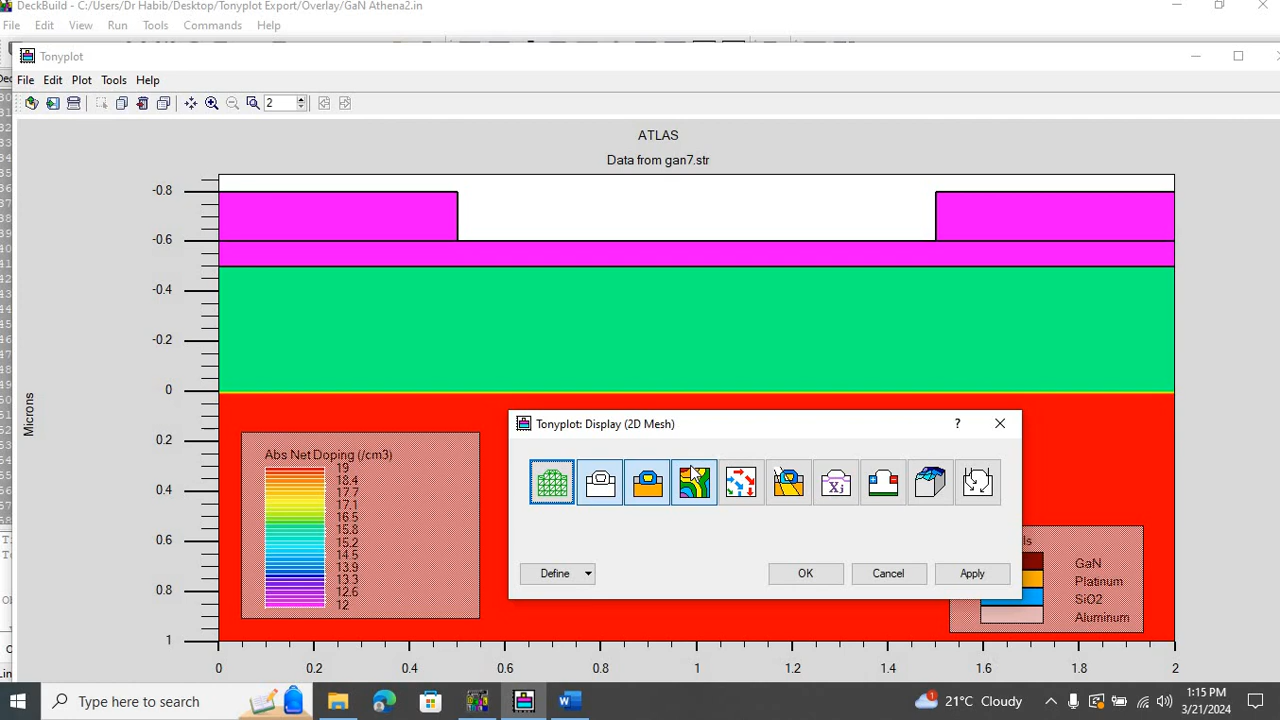 DeckBuild - C:/Users/Dr Habib/Desktop/Tonyplot Export/Overlay/GaN Athena2.in
File Edit View Run Tools Commands Help
Tonyplot
File Edit Plot Tools Help
2
ATLAS
Data from gan7.str
-0.8
-0.6
-0.4
-0.2
0
0.2
0.4
0.6
0.8
1
Microns
Abs Net Doping (/cm3)
19
18.4
17.7
17.1
16.5
15.8
15.2
14.5
13.9
13.3
12.6
12
Tonyplot: Display (2D Mesh)
?
Xj
Define
OK
Cancel
Apply
ls
GaN
Platinum
SiO2
Aluminum
0 0.2 0.4 0.6 0.8 1 1.2 1.4 1.6 1.8 2
Type here to search
1
21°C Cloudy
1:15 PM
3/21/2024